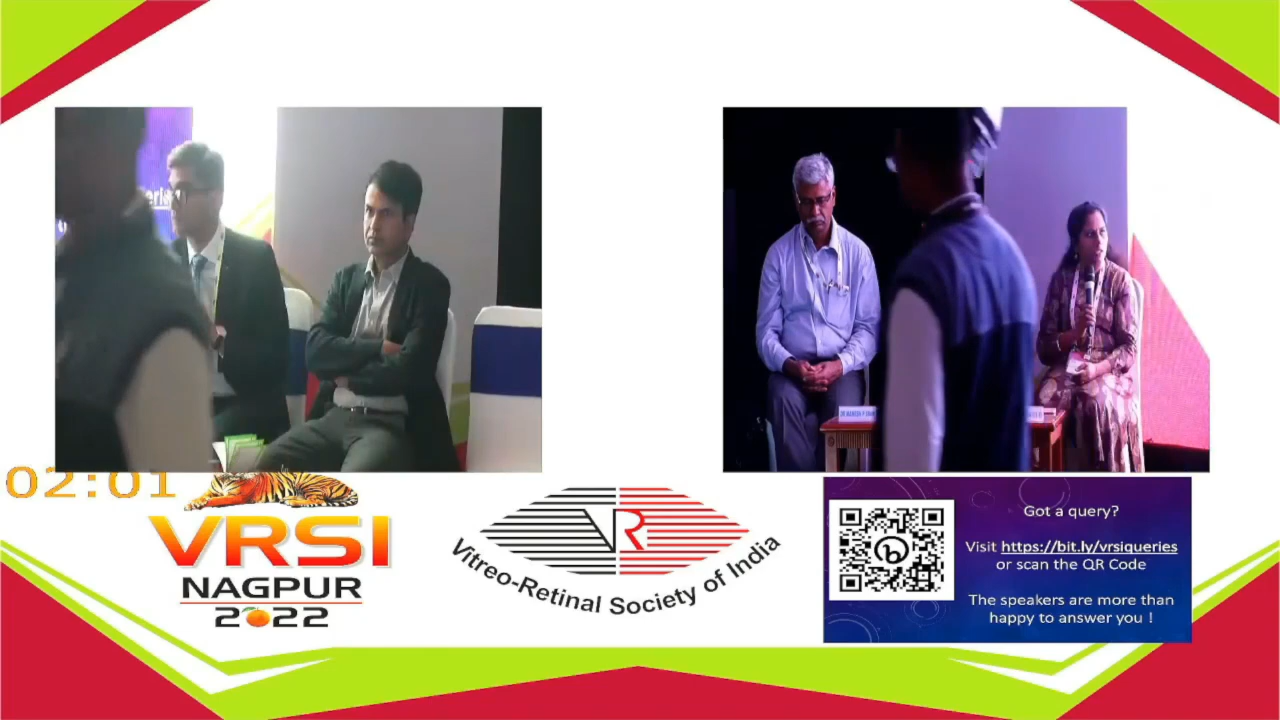 02:01
VRSI
NAGPUR
2022
VR
Vitreo-Retinal Society of India
Got a query?
Visit https://bit.ly/vrsiqueries
or scan the QR Code
The speakers are more than
happy to answer you !